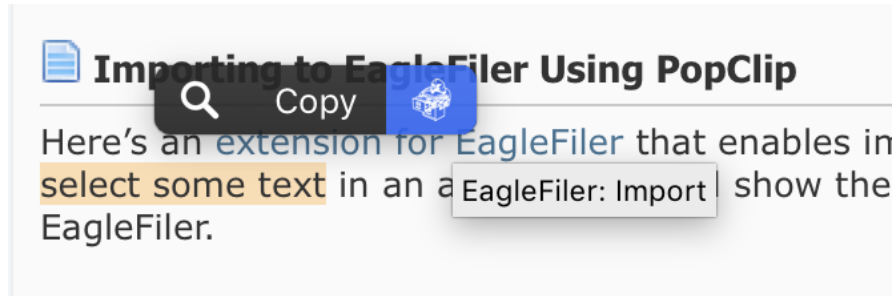 Importing to EagleFiler Using PopClip
Copy
Here’s an extension for EagleFiler that enables
select some text in an show the
EagleFiler: Import
EagleFiler.